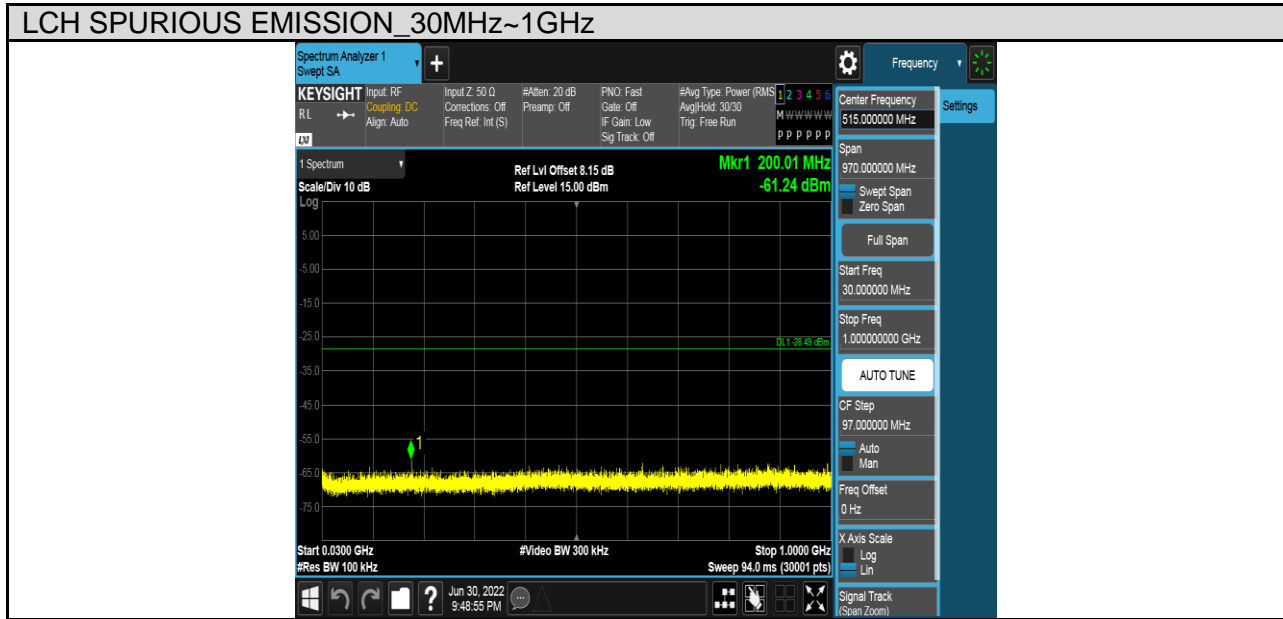 LCH SPURIOUS EMISSION_30MHz~1GHz
Spectrum Analyzer 1
Swept SA
Frequency
KEYSIGHT
RL
LXI
Input: RF
Coupling: DC
Align: Auto
Input Z: 50 Ω
Corrections: Off
Freq Ref: Int (S)
#Atten: 20 dB
Preamp: Off
PNO: Fast
Gate: Off
IF Gain: Low
Sig Track: Off
#Avg Type: Power (RMS
Avg|Hold: 30/30
Trig: Free Run
1 2 3 4 5 6
M W W W W W
P P P P P P
1 Spectrum
Scale/Div 10 dB
Log
Ref Lvl Offset 8.15 dB
Ref Level 15.00 dBm
Mkr1 200.01 MHz
-61.24 dBm
5.00
-5.00
-15.0
-25.0
DL1 -28.49 dBm
-35.0
-45.0
-55.0
1
-65.0
-75.0
Start 0.0300 GHz
#Res BW 100 kHz
#Video BW 300 kHz
Stop 1.0000 GHz
Sweep 94.0 ms (30001 pts)
?
Jun 30, 2022
9:48:55 PM
Center Frequency
515.000000 MHz
Settings
Span
970.000000 MHz
Swept Span
Zero Span
Full Span
Start Freq
30.000000 MHz
Stop Freq
1.000000000 GHz
AUTO TUNE
CF Step
97.000000 MHz
Auto
Man
Freq Offset
0 Hz
X Axis Scale
Log
Lin
Signal Track
(Span Zoom)